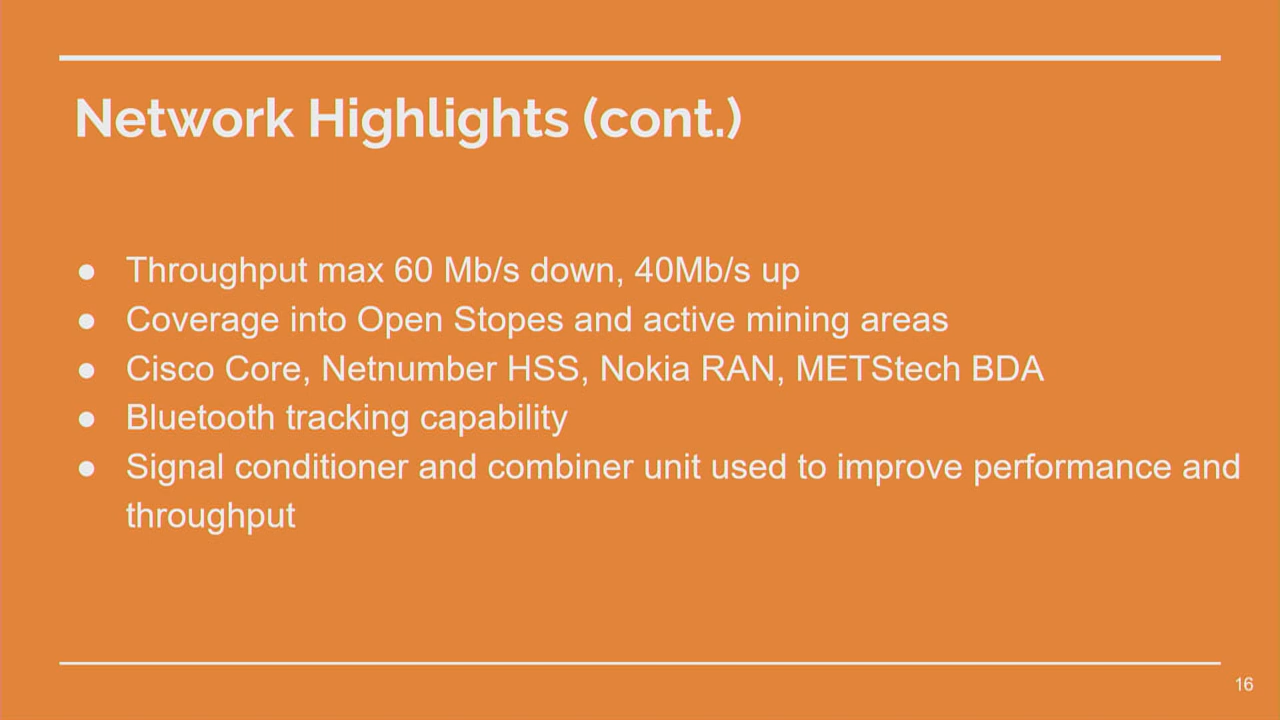 Network Highlights (cont.)
● Throughput max 60 Mb/s down, 40Mb/s up
● Coverage into Open Stopes and active mining areas
● Cisco Core, Netnumber HSS, Nokia RAN, METStech BDA
● Bluetooth tracking capability
● Signal conditioner and combiner unit used to improve performance and
throughput
16